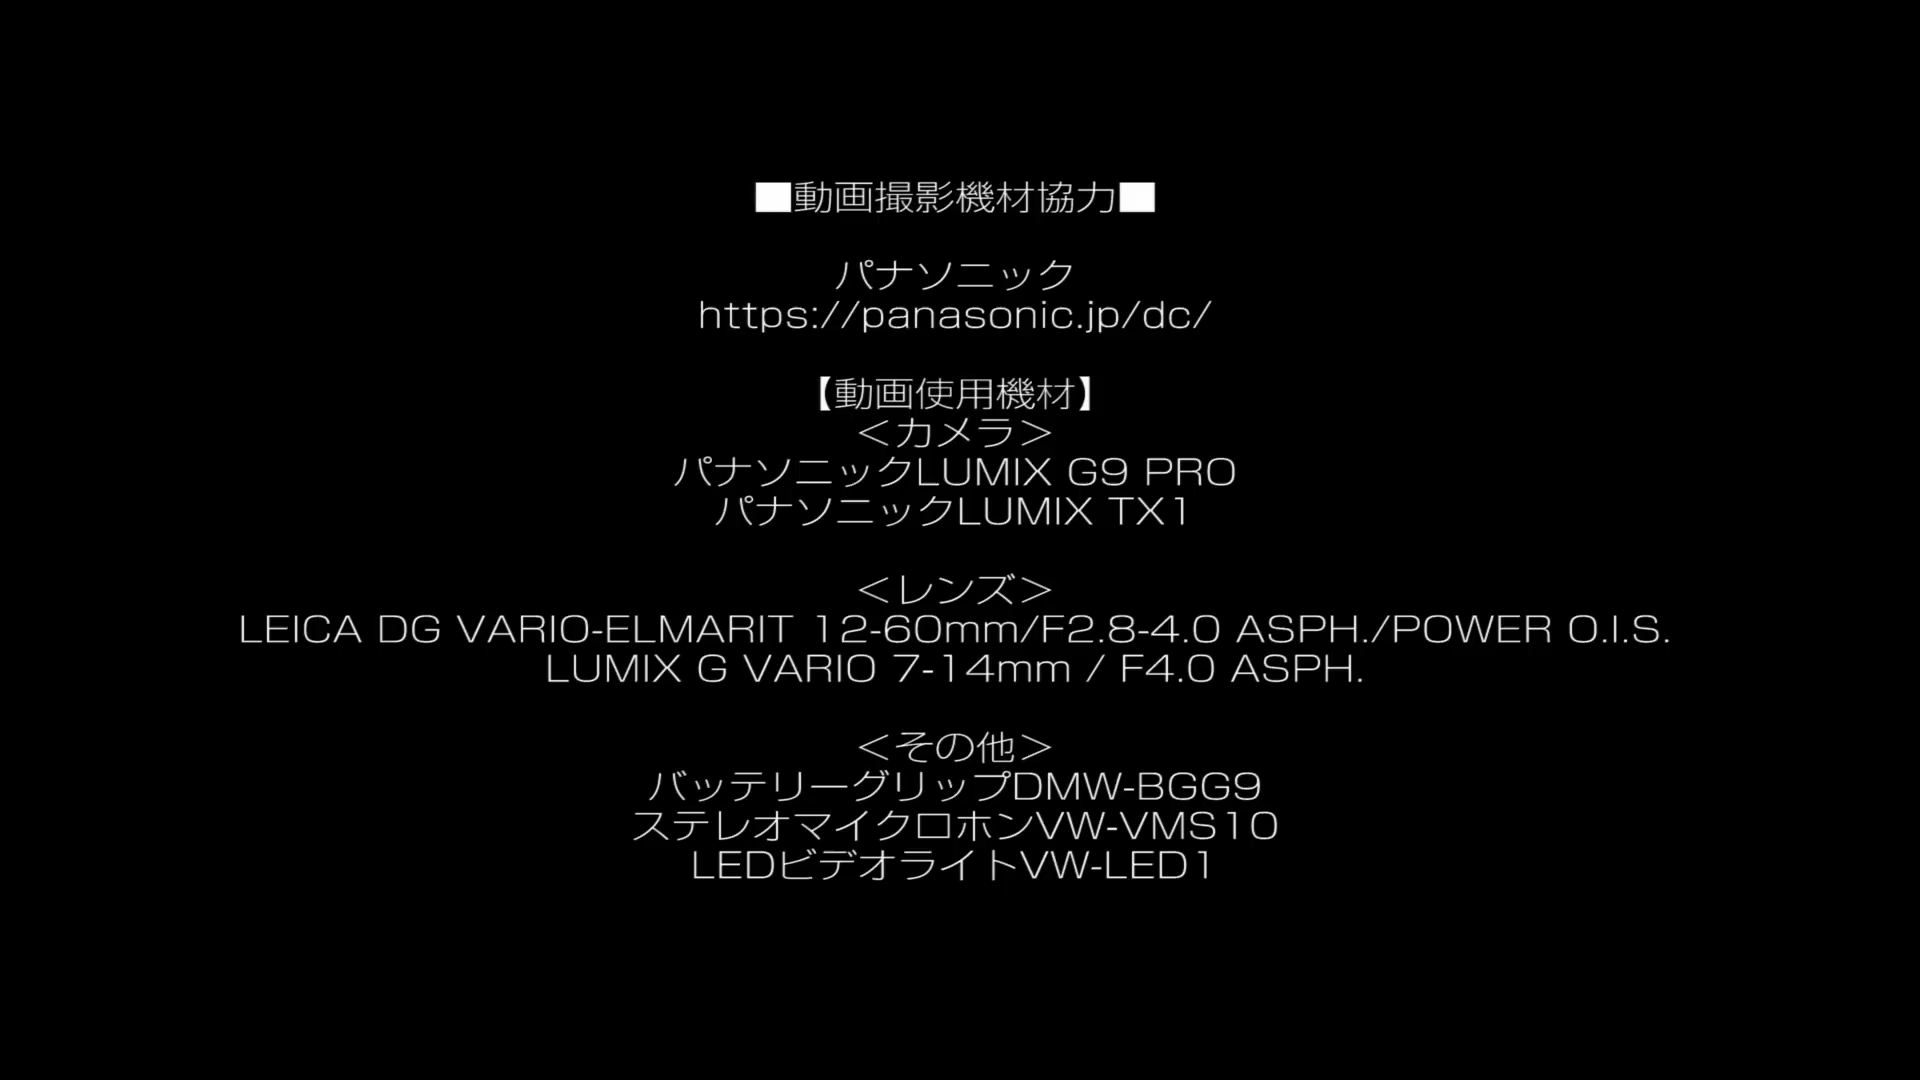 ■動画撮影機材協力■
パナソニック
https://panasonic.jp/dc/
【動画使用機材】
＜カメラ＞
パナソニックLUMIX G9 PRO
パナソニックLUMIX TX1
＜レンズ＞
LEICA DG VARIO-ELMARIT 12-60mm/F2.8-4.0 ASPH./POWER O.I.S.
LUMIX G VARIO 7-14mm / F4.0 ASPH.
＜その他＞
バッテリーグリップDMW-BGG9
ステレオマイクロホンVW-VMS10
LEDビデオライトVW-LED1